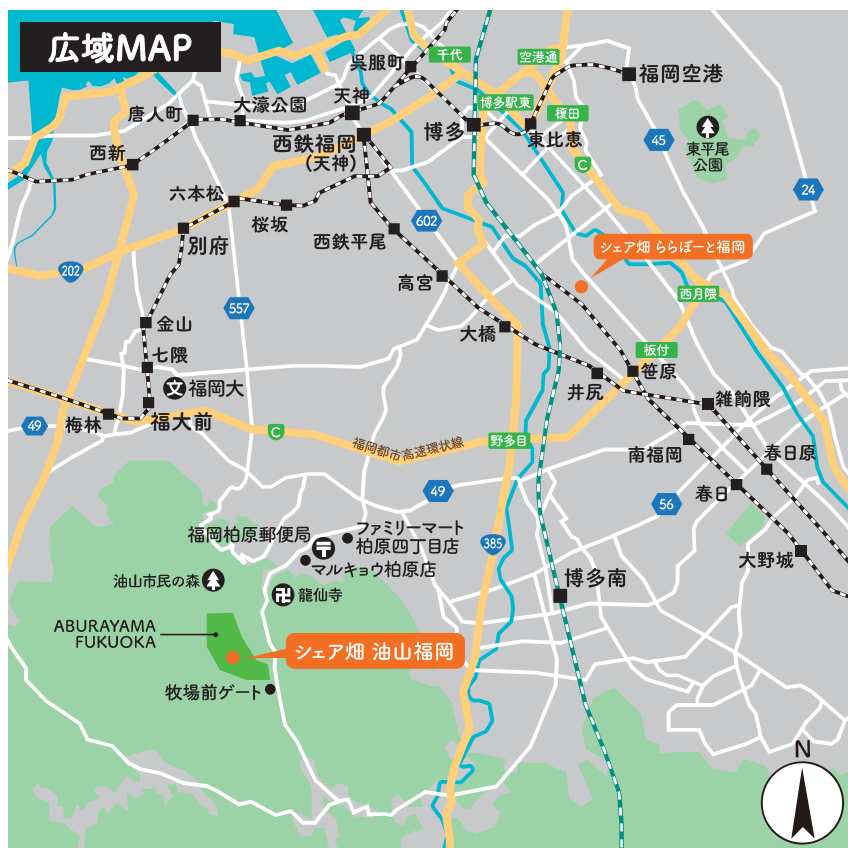 広域MAP
呉服町
千代
空港通
福岡空港
唐人町
大濠公園
天神
博多駅東
榎田
西鉄福岡
(天神)
博多
東比恵
45
東平尾
公園
西新
C
24
六本松
桜坂
602
西鉄平尾
別府
シェア畑 ららぽーと福岡
202
高宮
西月隈
557
金山
大橋
七隈
板付
笹原
文
福岡大
井尻
雑餉隈
49
梅林
福大前
C
福岡都市高速環状線
野多目
南福岡
春日原
49
春日
56
福岡柏原郵便局
〒
ファミリーマート
柏原四丁目店
マルキョウ柏原店
385
大野城
油山市民の森
卍
龍仙寺
博多南
ABURAYAMA
FUKUOKA
シェア畑 油山福岡
牧場前ゲート
N